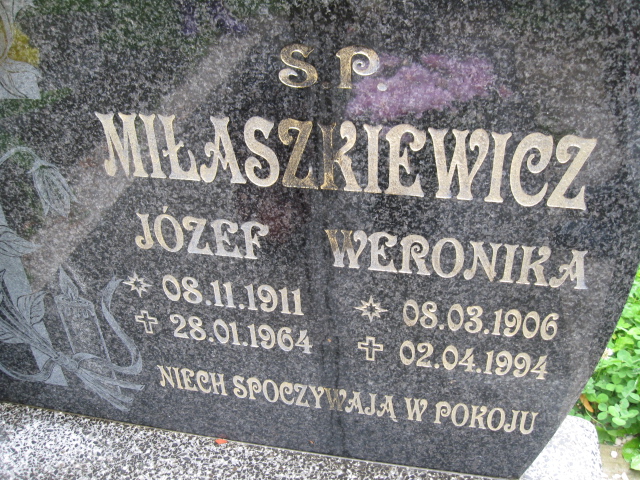 S P
MIŁASZKIEWICZ
JÓZEF WERONIKA
08.11.1911 08.03.1906
28.01.1964 02.04.1994
NIECH SPOCZYWAJĄ W POKOJU